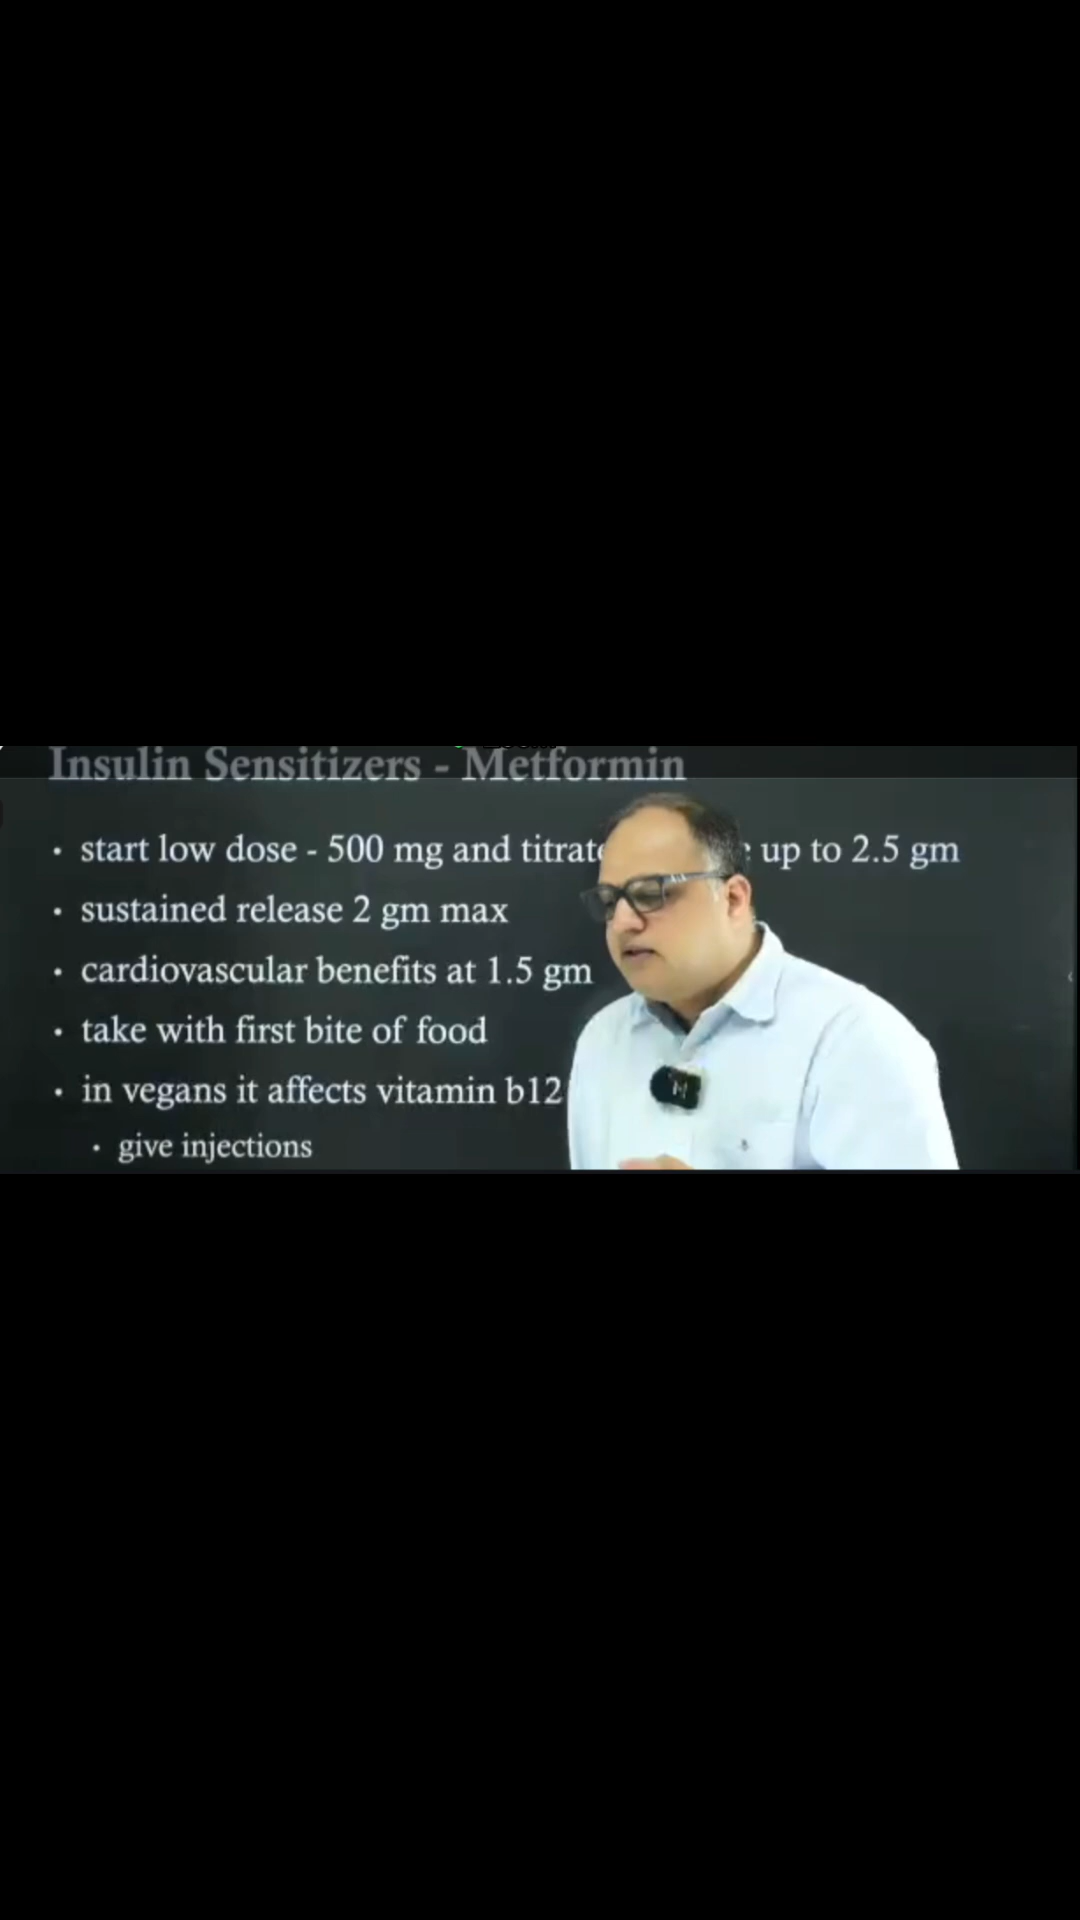 Insulin Sensitizers - Metformin
• start low dose - 500 mg and up to 2.5 gm
• sustained release 2 gm max
• cardiovascular benefits at 1.5 gm
• take with first bite of food
• in vegans it affects vitamin b12
• give injections